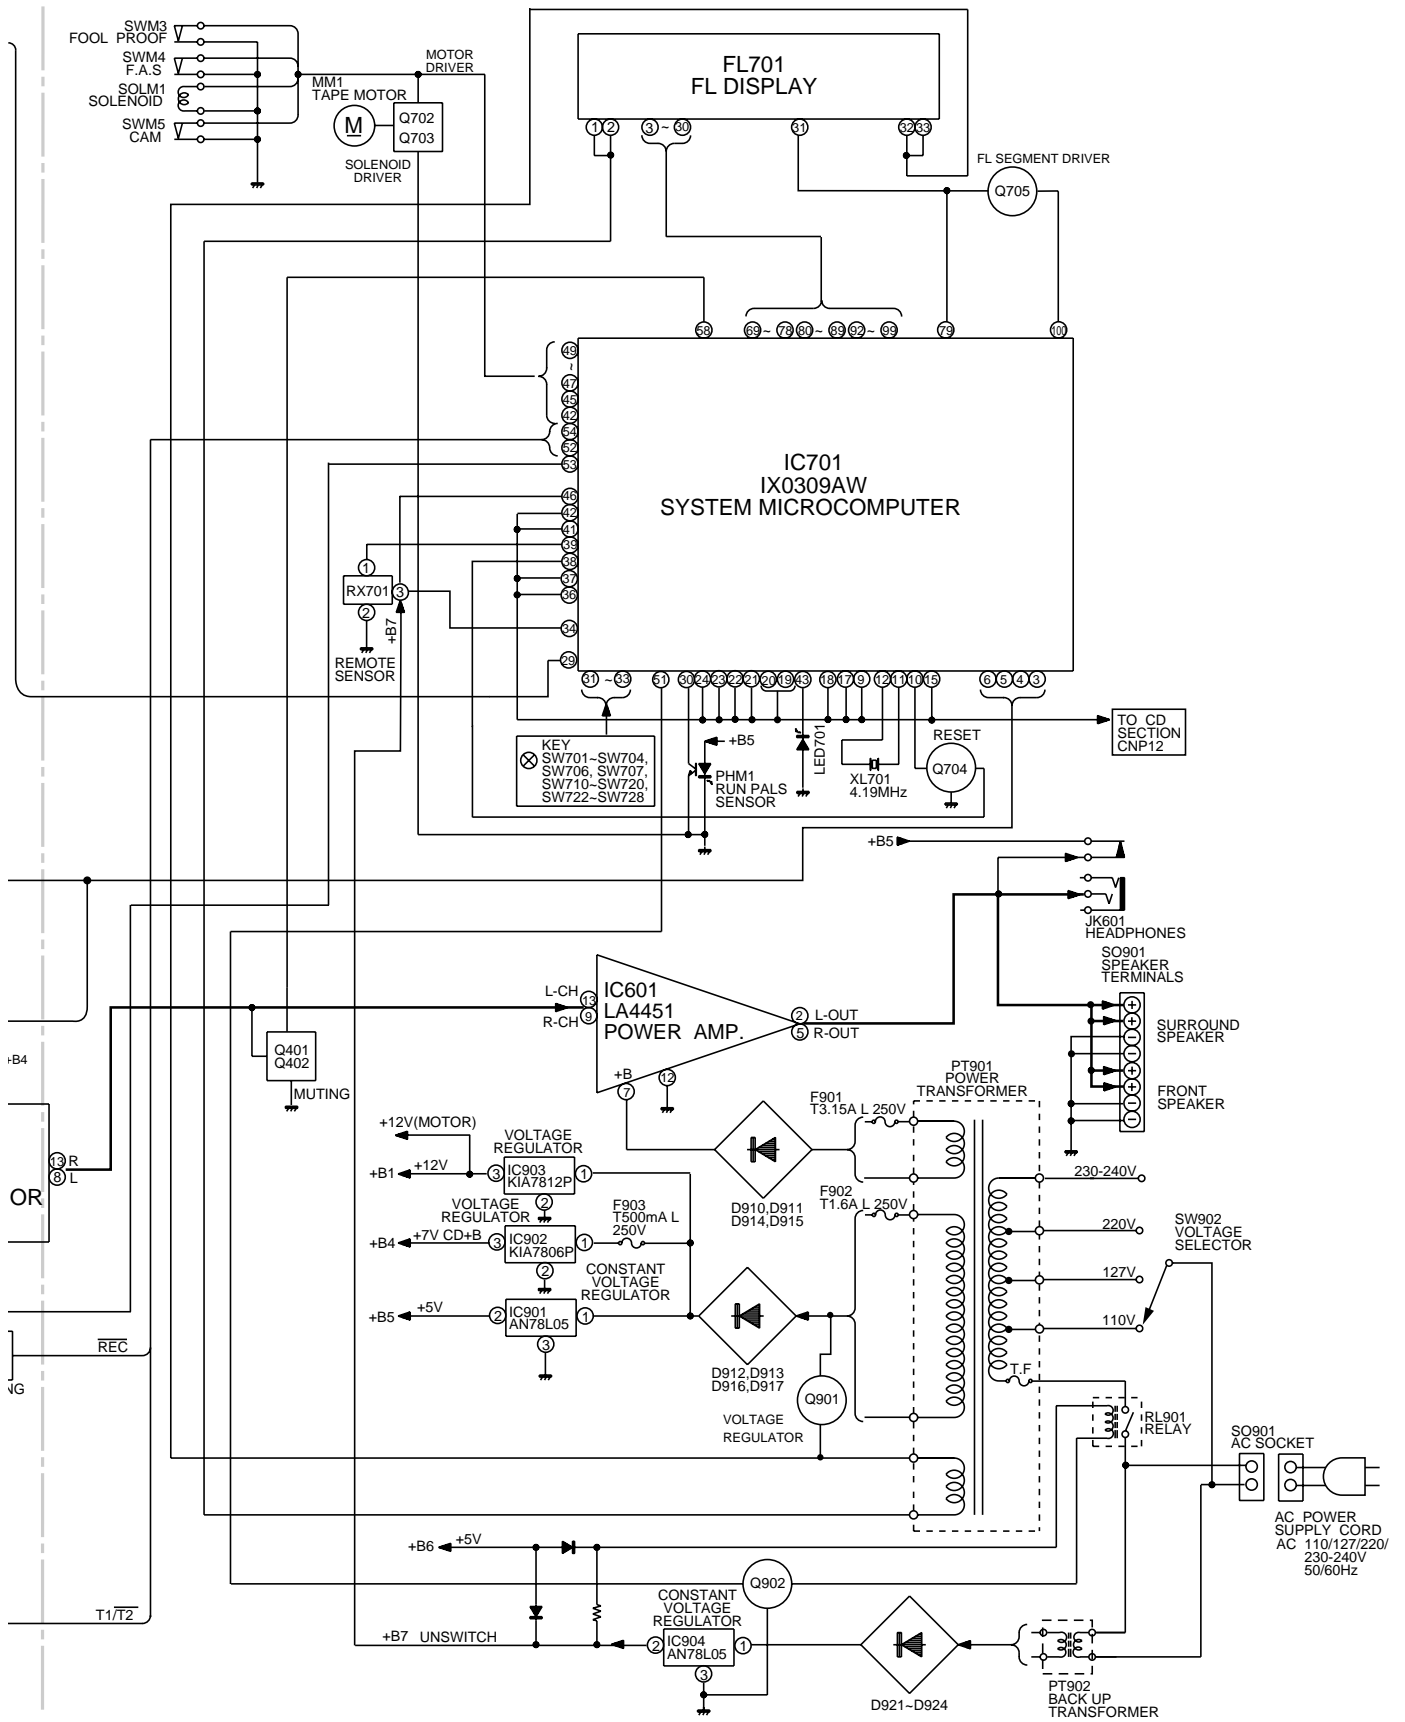 SWM3
FOOL PROOF
SWM4
F.A.S
SOLM1
SOLENOID
SWM5
CAM
MM1
TAPE MOTOR
M
MOTOR
DRIVER
Q702
Q703
SOLENOID
DRIVER
FL701
FL DISPLAY
1 2 3 ~ 30 31 32 33
FL SEGMENT DRIVER
Q705
58 69 ~ 78 80 ~ 89 92 ~ 99 79 100
49
~
47
45
42
54
52
53
46
42
41
39
38
37
36
34
29
IC701
IX0309AW
SYSTEM MICROCOMPUTER
1
RX701 3
2
+B7
REMOTE
SENSOR
31 ~ 33 51 30 24 23 22 21 20 19 43 18 17 9 12 11 10 15 6 5 4 3
KEY
SW701~SW704,
SW706, SW707,
SW710~SW720,
SW722~SW728
+B5
PHM1
RUN PALS
SENSOR
LED701
XL701
4.19MHz
RESET
Q704
TO CD
SECTION
CNP12
+B5
JK601
HEADPHONES
SO901
SPEAKER
TERMINALS
+
+
−
−
+
+
−
−
SURROUND
SPEAKER
FRONT
SPEAKER
L-CH 13
R-CH 9
IC601
LA4451
POWER AMP.
2 L-OUT
5 R-OUT
+B
7
12
+B4
Q401
Q402
MUTING
13 R
8 L
OR
+12V(MOTOR)
VOLTAGE
REGULATOR
+B1 +12V 3 IC903 1
KIA7812P
2
VOLTAGE
REGULATOR
F903
T500mA L
250V
+B4 +7V CD+B 3 IC902 1
KIA7806P
2
CONSTANT
VOLTAGE
REGULATOR
+B5 +5V 2 IC901 1
AN78L05
3
F901
T3.15A L 250V
PT901
POWER
TRANSFORMER
D910,D911
D914,D915
F902
T1.6A L 250V
D912,D913
D916,D917
Q901
VOLTAGE
REGULATOR
230-240V
220V
127V
110V
SW902
VOLTAGE
SELECTOR
T.F
RL901
RELAY
SO901
AC SOCKET
AC POWER
SUPPLY CORD
AC 110/127/220/
230-240V
50/60Hz
REC
NG
T1/T2
+B6 +5V
Q902
CONSTANT
VOLTAGE
REGULATOR
+B7 UNSWITCH
2 IC904 1
AN78L05
3
D921~D924
PT902
BACK UP
TRANSFORMER